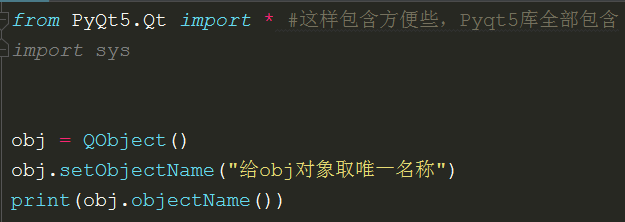 from PyQt5.Qt import * #这样包含方便些，Pyqt5库全部包含
import sys
obj = QObject()
obj.setObjectName("给obj对象取唯一名称")
print(obj.objectName())